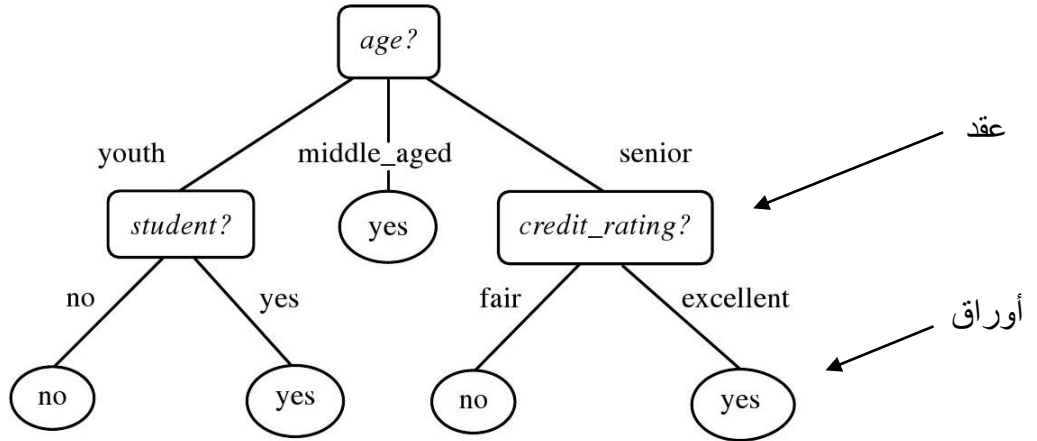 age?
عقد
youth
middle_aged
senior
student?
yes
credit_rating?
no
yes
fair
excellent
أوراق
no
yes
no
yes